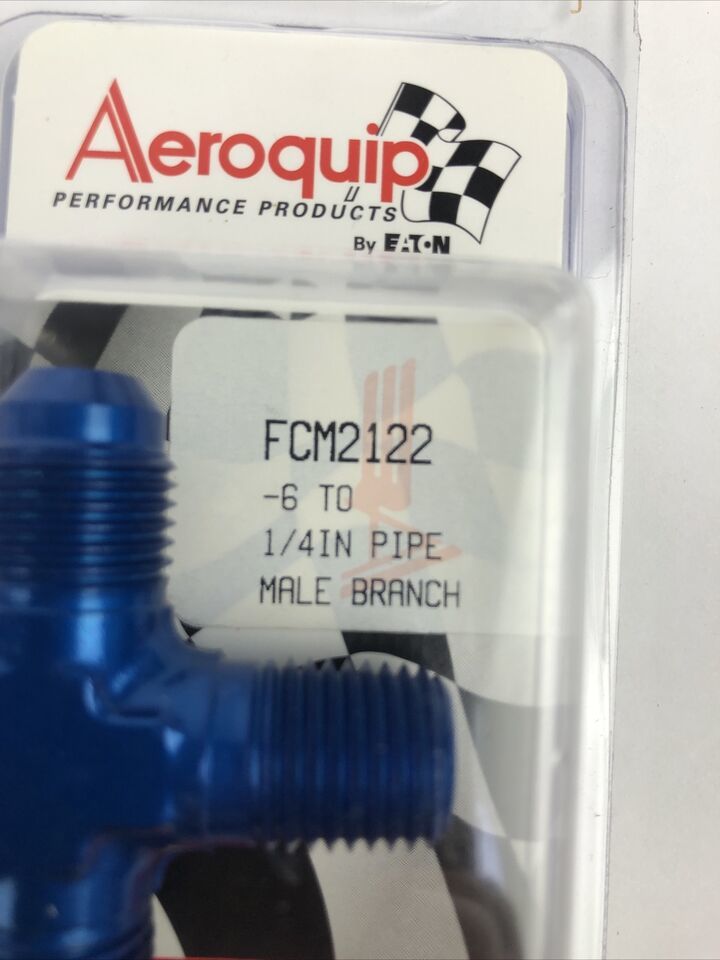 Aeroquip
PERFORMANCE PRODUCTS
By EATON
FCM2122
-6 TO
1/4IN PIPE
MALE BRANCH